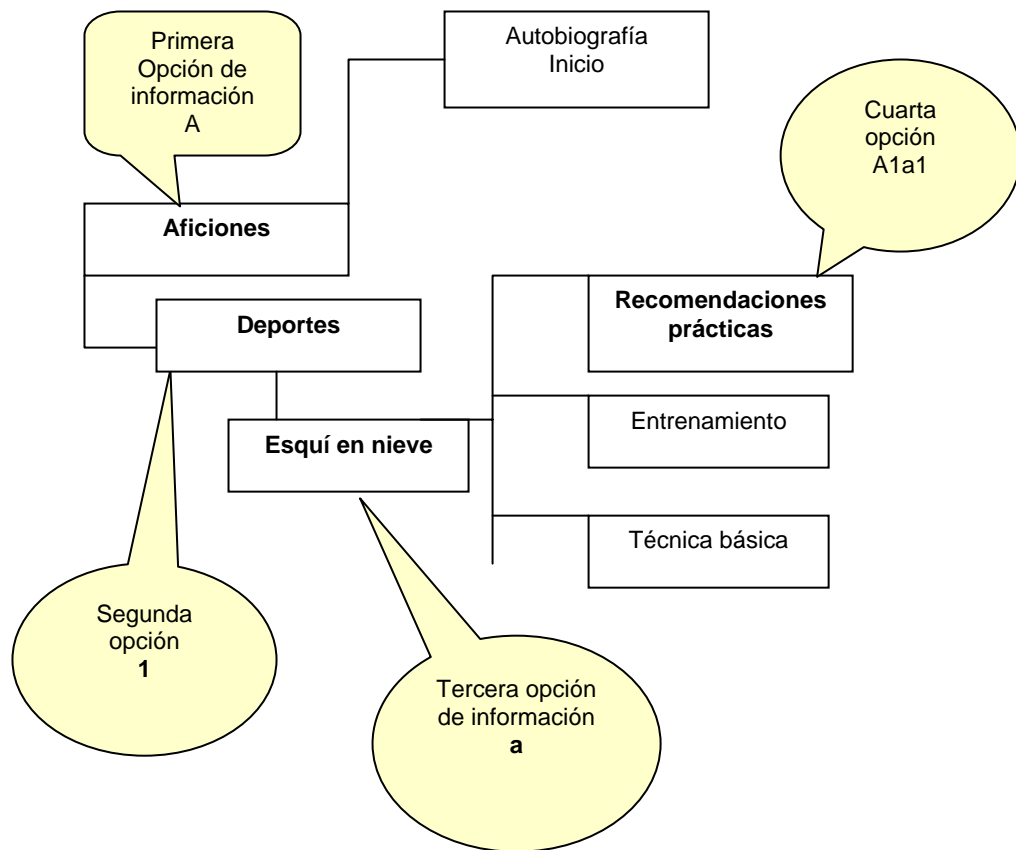 Primera
Opción de
información
A
Autobiografía
Inicio
Cuarta
opción
A1a1
Aficiones
Recomendaciones
prácticas
Deportes
Entrenamiento
Esquí en nieve
Técnica básica
Segunda
opción
1
Tercera opción
de información
a